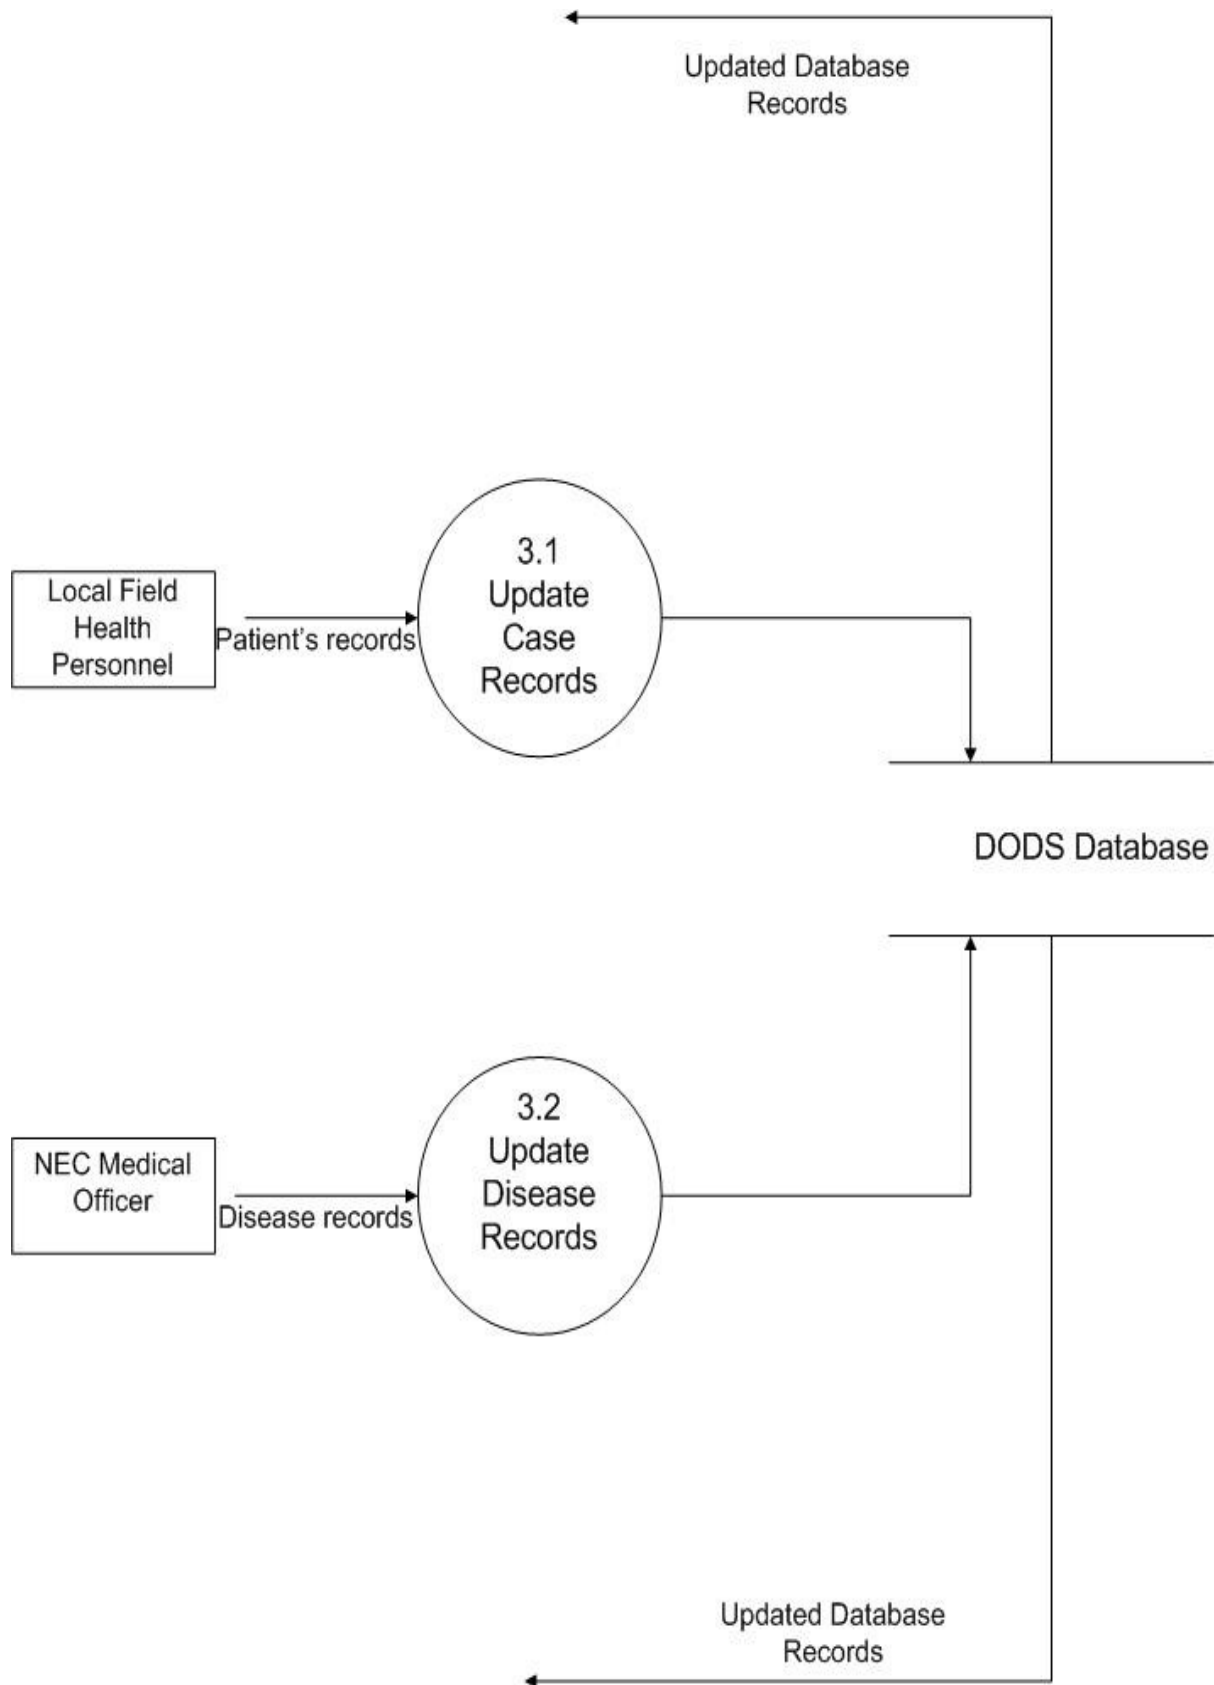 Updated Database
Records
3.1
Update
Case
Records
Local Field
Health
Personnel
Patient's records
DODS Database
3.2
Update
Disease
Records
NEC Medical
Officer
Disease records
Updated Database
Records